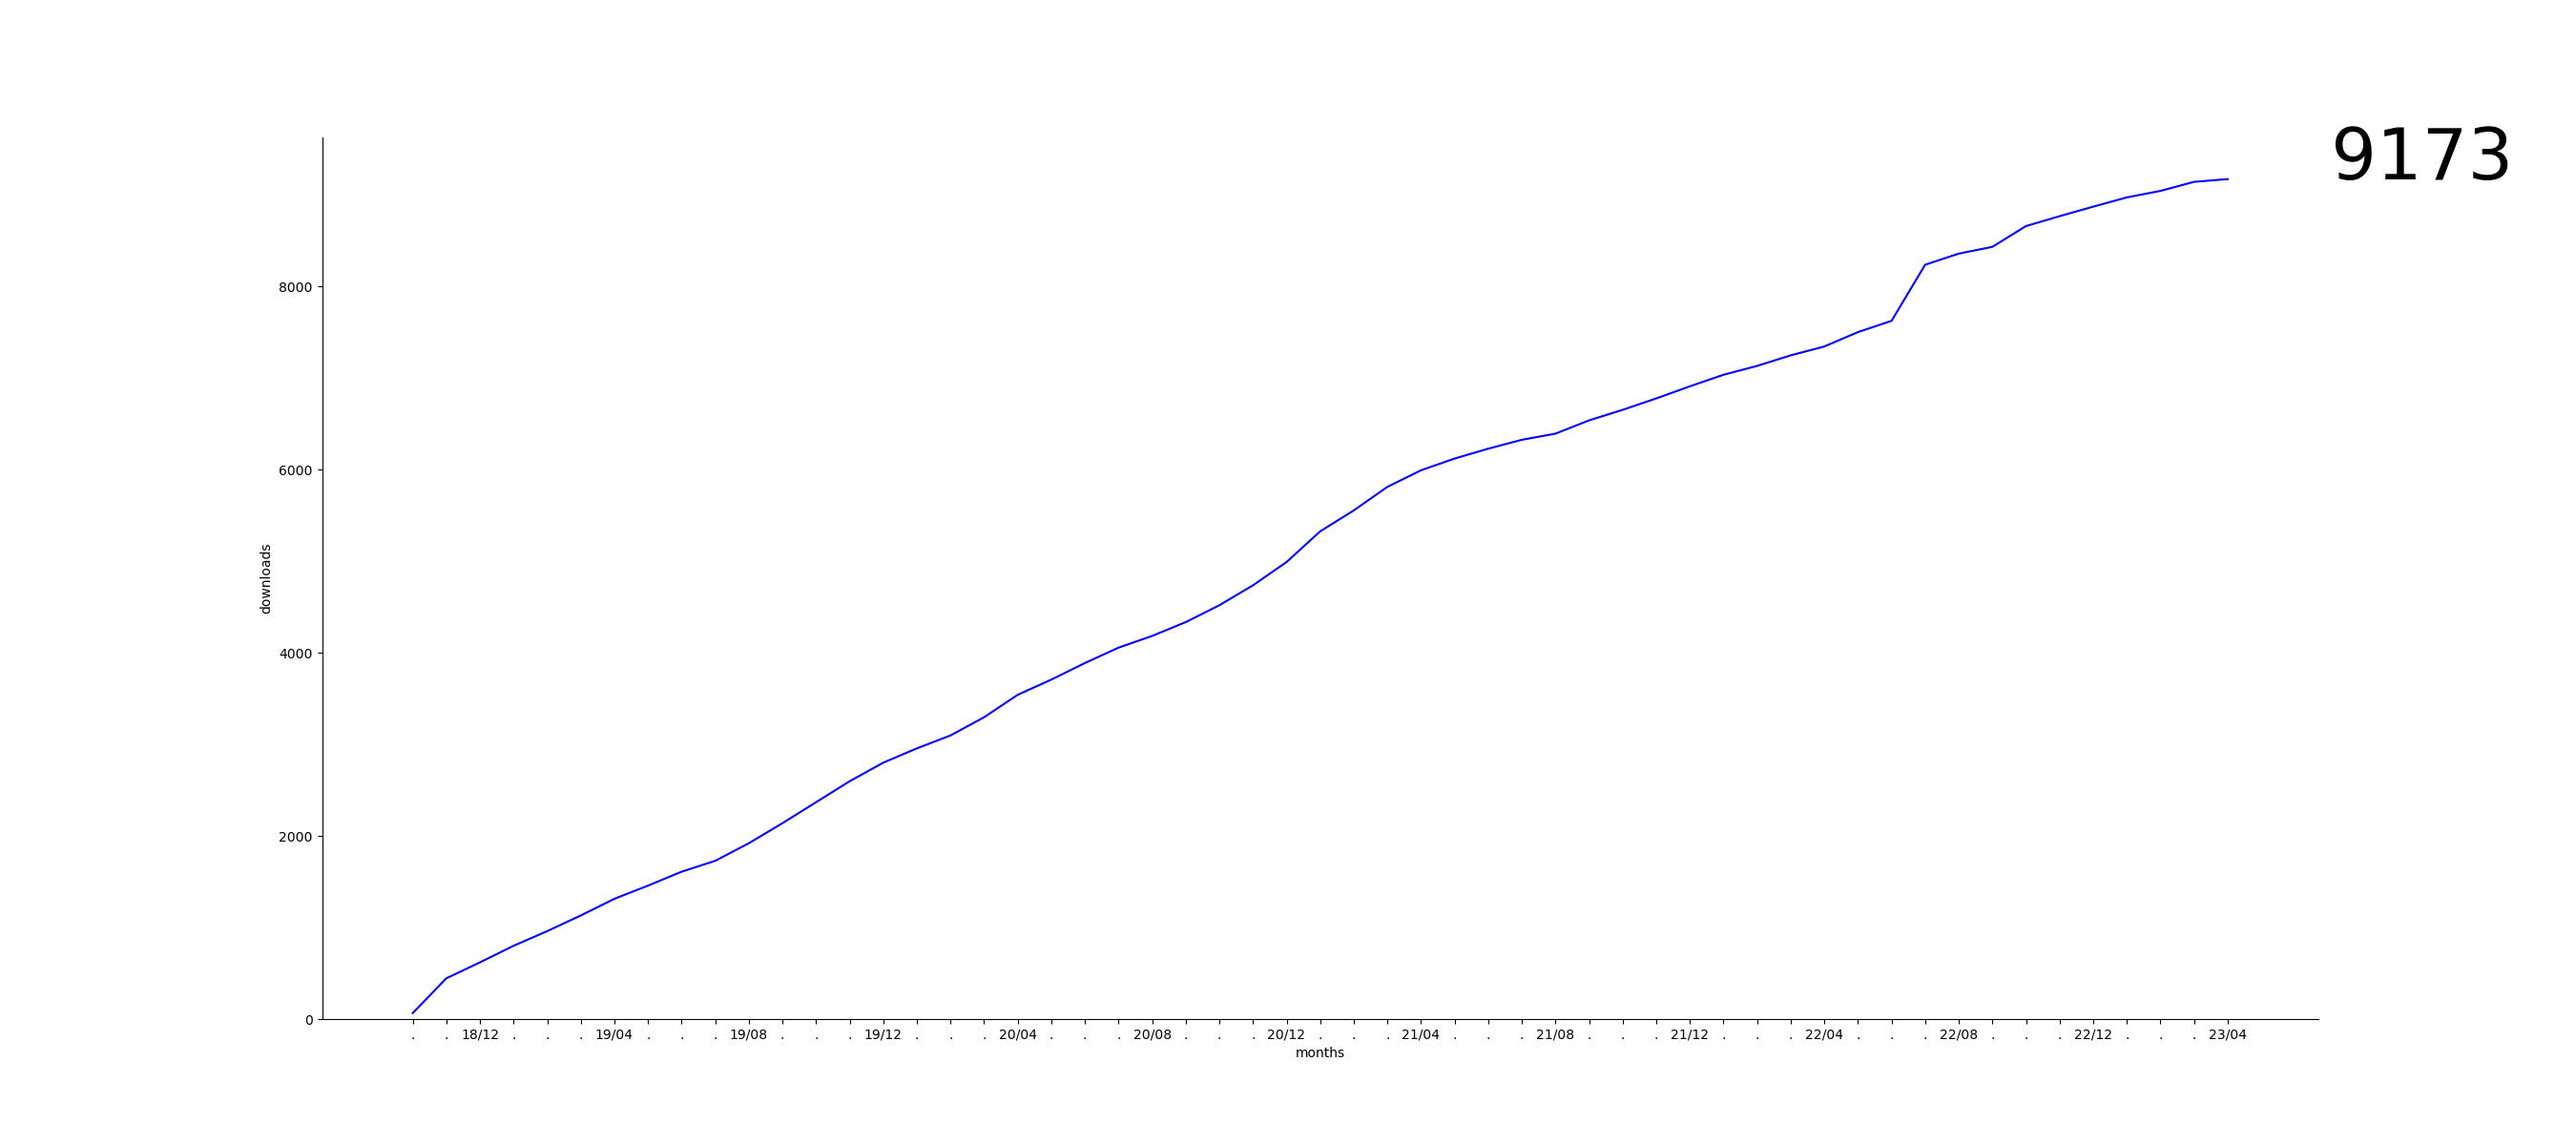 9173
8000
6000
4000
2000
0
downloads
. . 18/12 . . . 19/04 . . . 19/08 . . . 19/12 . . . 20/04 . . . 20/08 . . . 20/12 . . . 21/04 . . . 21/08 . . . 21/12 . . . 22/04 . . . 22/08 . . . 22/12 . . . 23/04
months